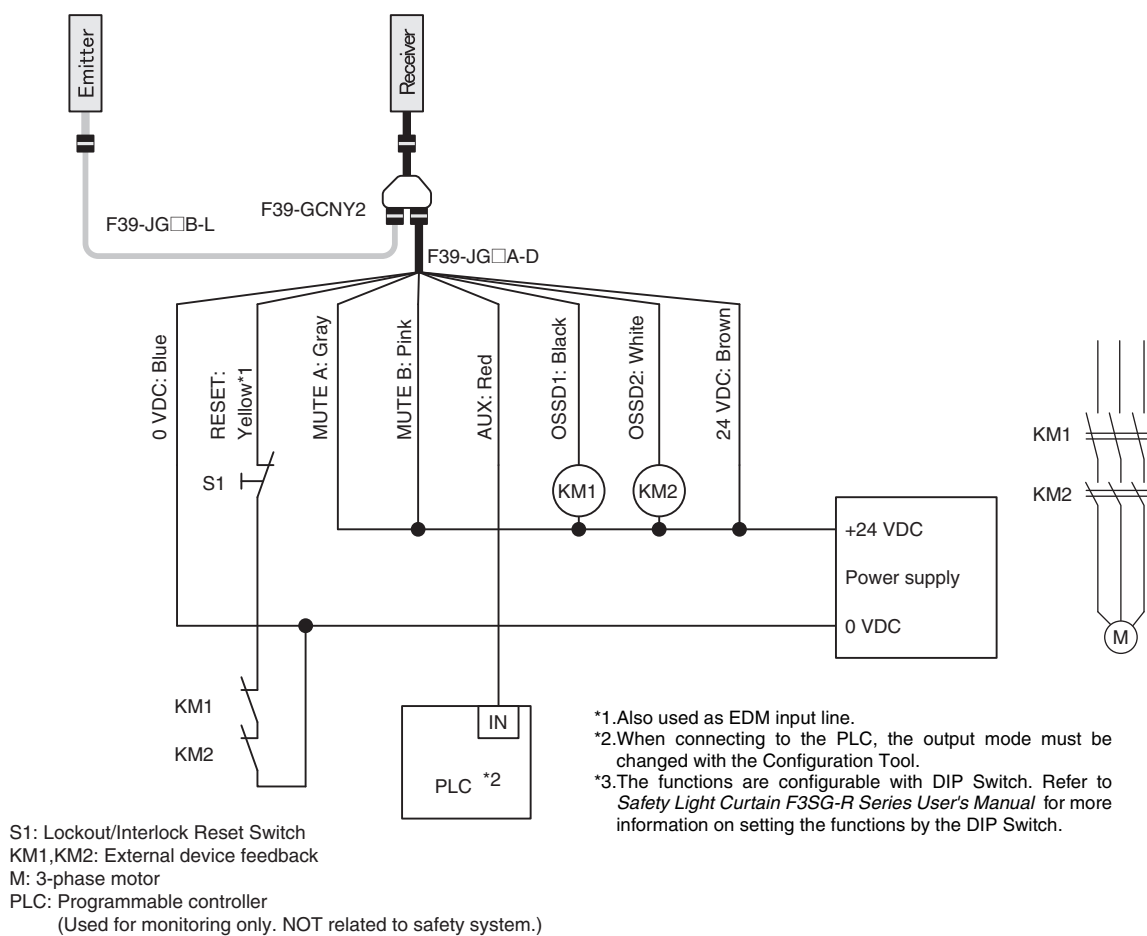 Emitter
Receiver
F39-JG□B-L
F39-GCNY2
F39-JG□A-D
0 VDC: Blue
RESET:
Yellow*1
MUTE A: Gray
MUTE B: Pink
AUX: Red
OSSD1: Black
OSSD2: White
24 VDC: Brown
S1
KM1
KM2
KM1
KM2
+24 VDC
Power supply
0 VDC
M
KM1
KM2
IN
PLC *2
*1.Also used as EDM input line.
*2.When connecting to the PLC, the output mode must be
changed with the Configuration Tool.
*3.The functions are configurable with DIP Switch. Refer to
Safety Light Curtain F3SG-R Series User's Manual for more
information on setting the functions by the DIP Switch.
S1: Lockout/Interlock Reset Switch
KM1,KM2: External device feedback
M: 3-phase motor
PLC: Programmable controller
(Used for monitoring only. NOT related to safety system.)